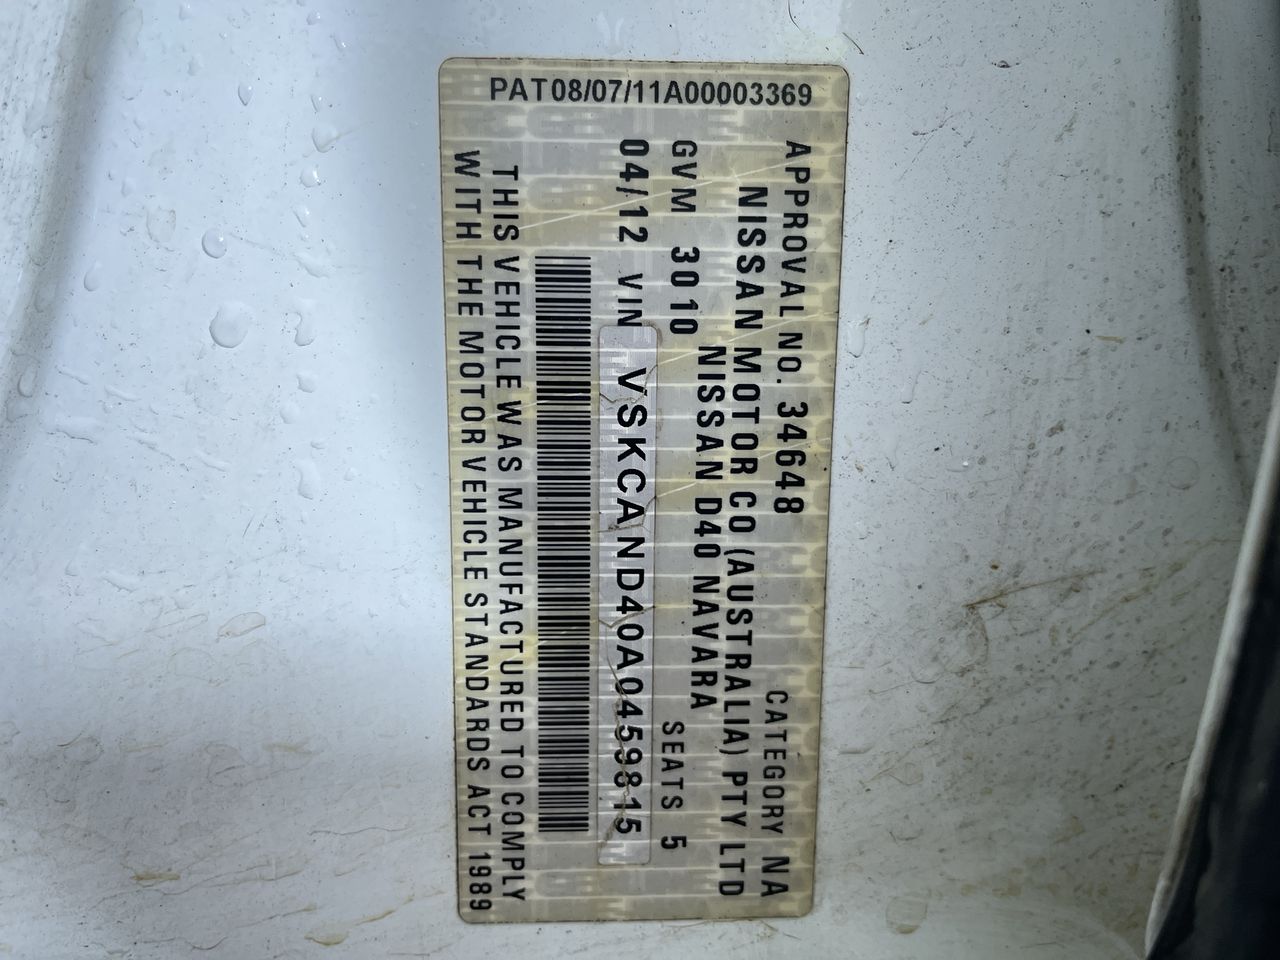 PAT08/07/11A00003369
APPROVAL NO. 34648 CATEGORY NA
NISSAN MOTOR CO (AUSTRALIA) PTY LTD
NISSAN D40 NAVARA
GVM 3010 SEATS 5
04/12 VIN VSKCAND40A0459815
THIS VEHICLE WAS MANUFACTURED TO COMPLY
WITH THE MOTOR VEHICLE STANDARDS ACT 1989